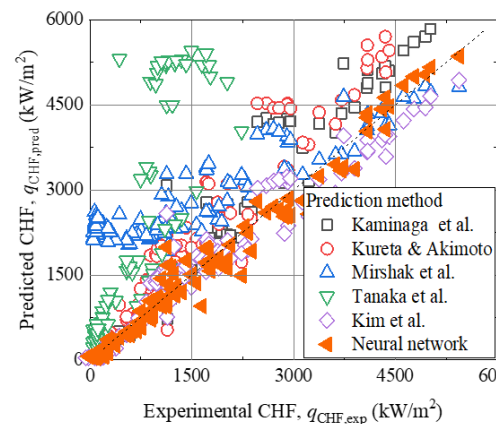 Predicted CHF, qCHF,pred (kW/m²)
6000
4500
3000
1500
0
Prediction method
Kaminaga et al.
Kureta & Akimoto
Mirshak et al.
Tanaka et al.
Kim et al.
Neural network
0 1500 3000 4500 60
Experimental CHF, qCHF,exp (kW/m²)